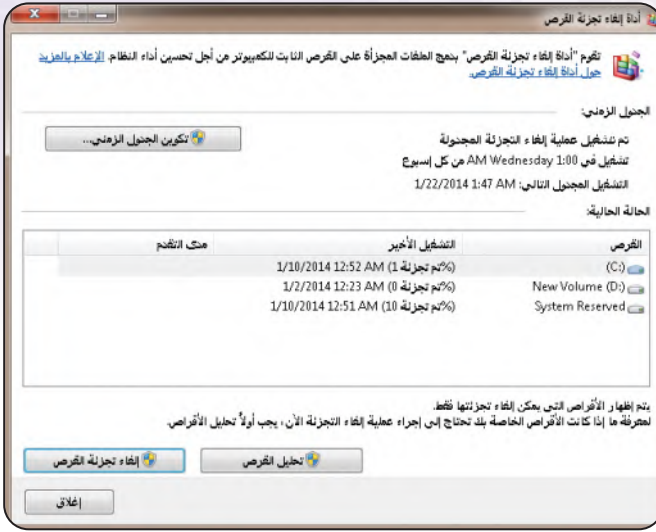 أداة إلغاء تجزئة القرص
تقوم "أداة إلغاء تجزئة القرص" بدمج الملفات المجزأة على القرص الثابت للكمبيوتر من أجل تحسين أداء النظام. الإعلام بالمزيد
حول أداة إلغاء تجزئة القرص.
الجدول الزمني:
تم تشغيل عملية إلغاء التجزئة المجدولة
تكوين الجدول الزمني...
تشغيل في AM Wednesday 1:00 من كل إسبوع
التشغيل المجدول التالي: 1/22/2014 1:47 AM
الحالة الحالية:
القرص التشغيل الأخير مدى التقدم
(C:) 1/10/2014 12:52 AM (%تم تجزئة 1)
New Volume (D:) 1/2/2014 12:23 AM (%تم تجزئة 0)
System Reserved 1/10/2014 12:51 AM (%تم تجزئة 10)
يتم إظهار الأقراص التي يمكن إلغاء تجزئتها فقط.
لمعرفة ما إذا كانت الأقراص الخاصة بك تحتاج إلى إجراء عملية إلغاء التجزئة الآن، يجب أولاً تحليل الأقراص.
تحليل القرص
إلغاء تجزئة القرص
إغلاق